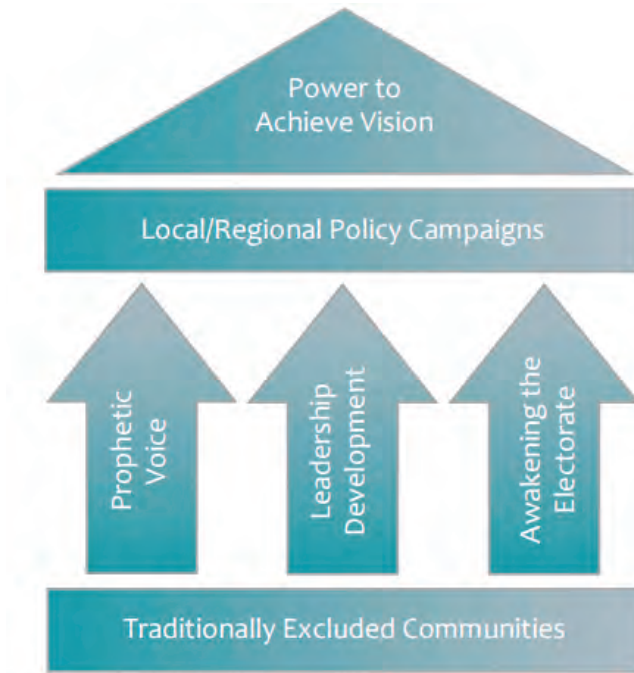 Power to
Achieve Vision
Local/Regional Policy Campaigns
Prophetic
Voice
Leadership
Development
Awakening the
Electorate
Traditionally Excluded Communities